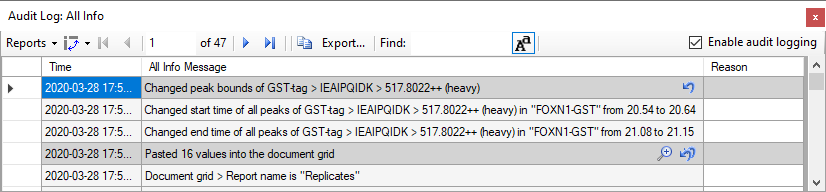 Audit Log: All Info
Reports 1 of 47 Export... Find: Aa Enable audit logging
Time All Info Message Reason
2020-03-28 17:5... Changed peak bounds of GST-tag > IEAIPQIDK > 517.8022++ (heavy)
2020-03-28 17:5... Changed start time of all peaks of GST-tag > IEAIPQIDK > 517.8022++ (heavy) in "FOXN1-GST" from 20.54 to 20.64
2020-03-28 17:5... Changed end time of all peaks of GST-tag > IEAIPQIDK > 517.8022++ (heavy) in "FOXN1-GST" from 21.08 to 21.15
2020-03-28 17:5... Pasted 16 values into the document grid
2020-03-28 17:5... Document grid > Report name is "Replicates"